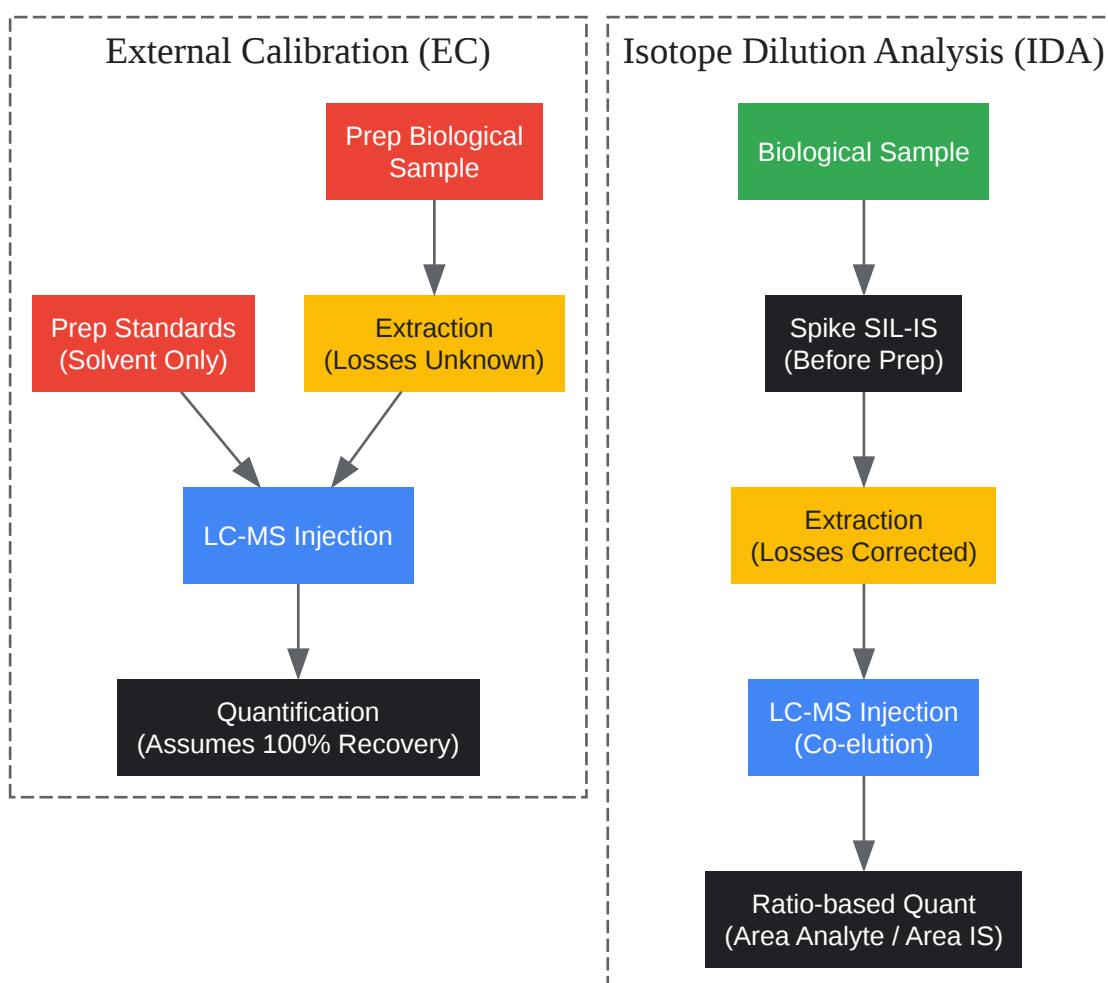 External Calibration (EC)
Prep Biological
Sample
Prep Standards
(Solvent Only)
Extraction
(Losses Unknown)
LC-MS Injection
Quantification
(Assumes 100% Recovery)
Isotope Dilution Analysis (IDA)
Biological Sample
Spike SIL-IS
(Before Prep)
Extraction
(Losses Corrected)
LC-MS Injection
(Co-elution)
Ratio-based Quant
(Area Analyte / Area IS)